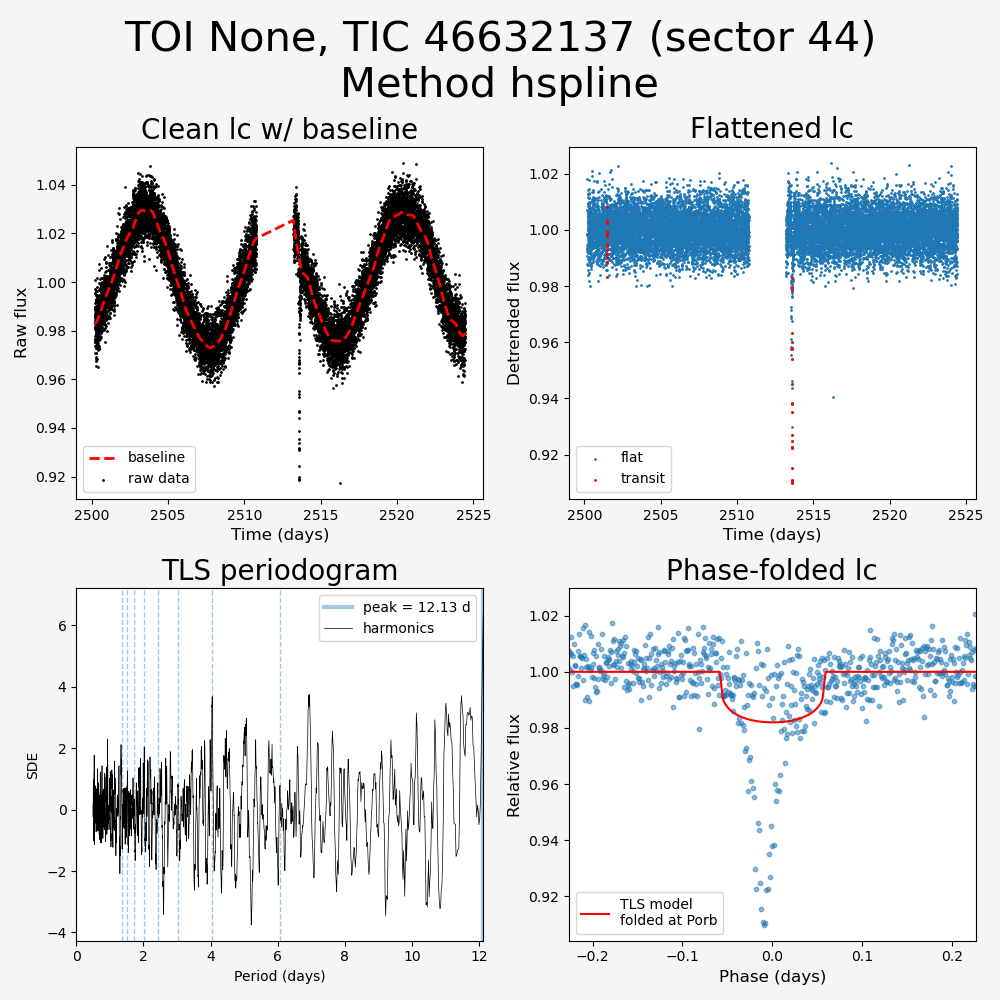 TOI None, TIC 46632137 (sector 44)
Method hspline
Clean lc w/ baseline
Raw flux
1.04
1.02
1.00
0.98
0.96
0.94
0.92
baseline
raw data
2500
2505
2510
2515
2520
2525
Time (days)
Flattened lc
Detrended flux
1.02
1.00
0.98
0.96
0.94
0.92
flat
transit
2500
2505
2510
2515
2520
2525
Time (days)
TLS periodogram
SDE
6
4
2
0
−2
−4
peak = 12.13 d
harmonics
0
2
4
6
8
10
12
Period (days)
Phase-folded lc
Relative flux
1.02
1.00
0.98
0.96
0.94
0.92
TLS model
folded at Porb
−0.2
−0.1
0.0
0.1
0.2
Phase (days)